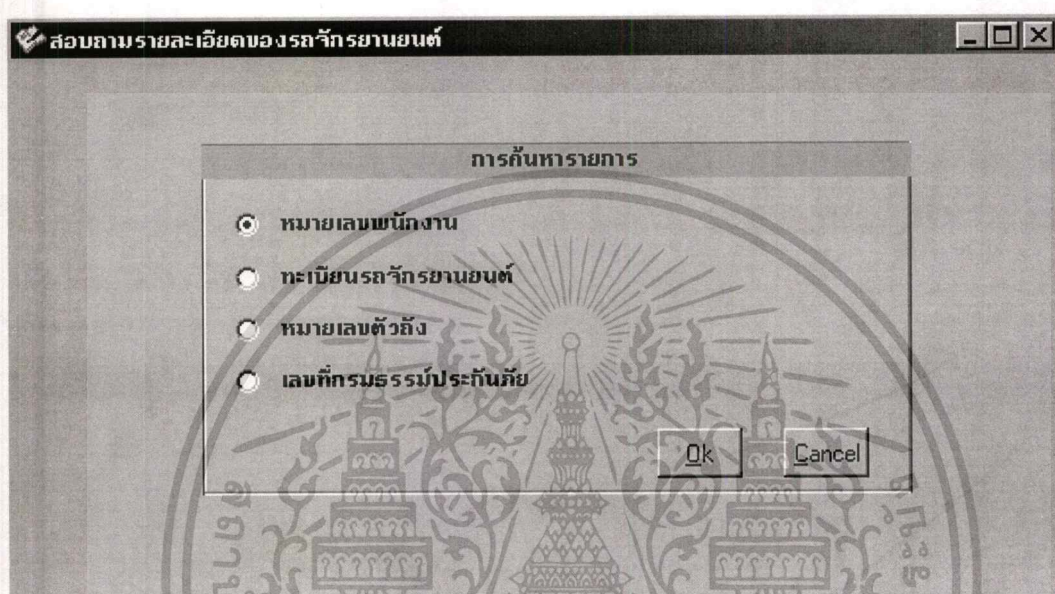 สอบถามรายละเอียดของรถจักรยานยนต์
การค้นหารายการ
หมายเลขพนักงาน
ทะเบียนรถจักรยานยนต์
หมายเลขตัวถัง
เลขที่กรมธรรม์ประกันภัย
Ok
Cancel